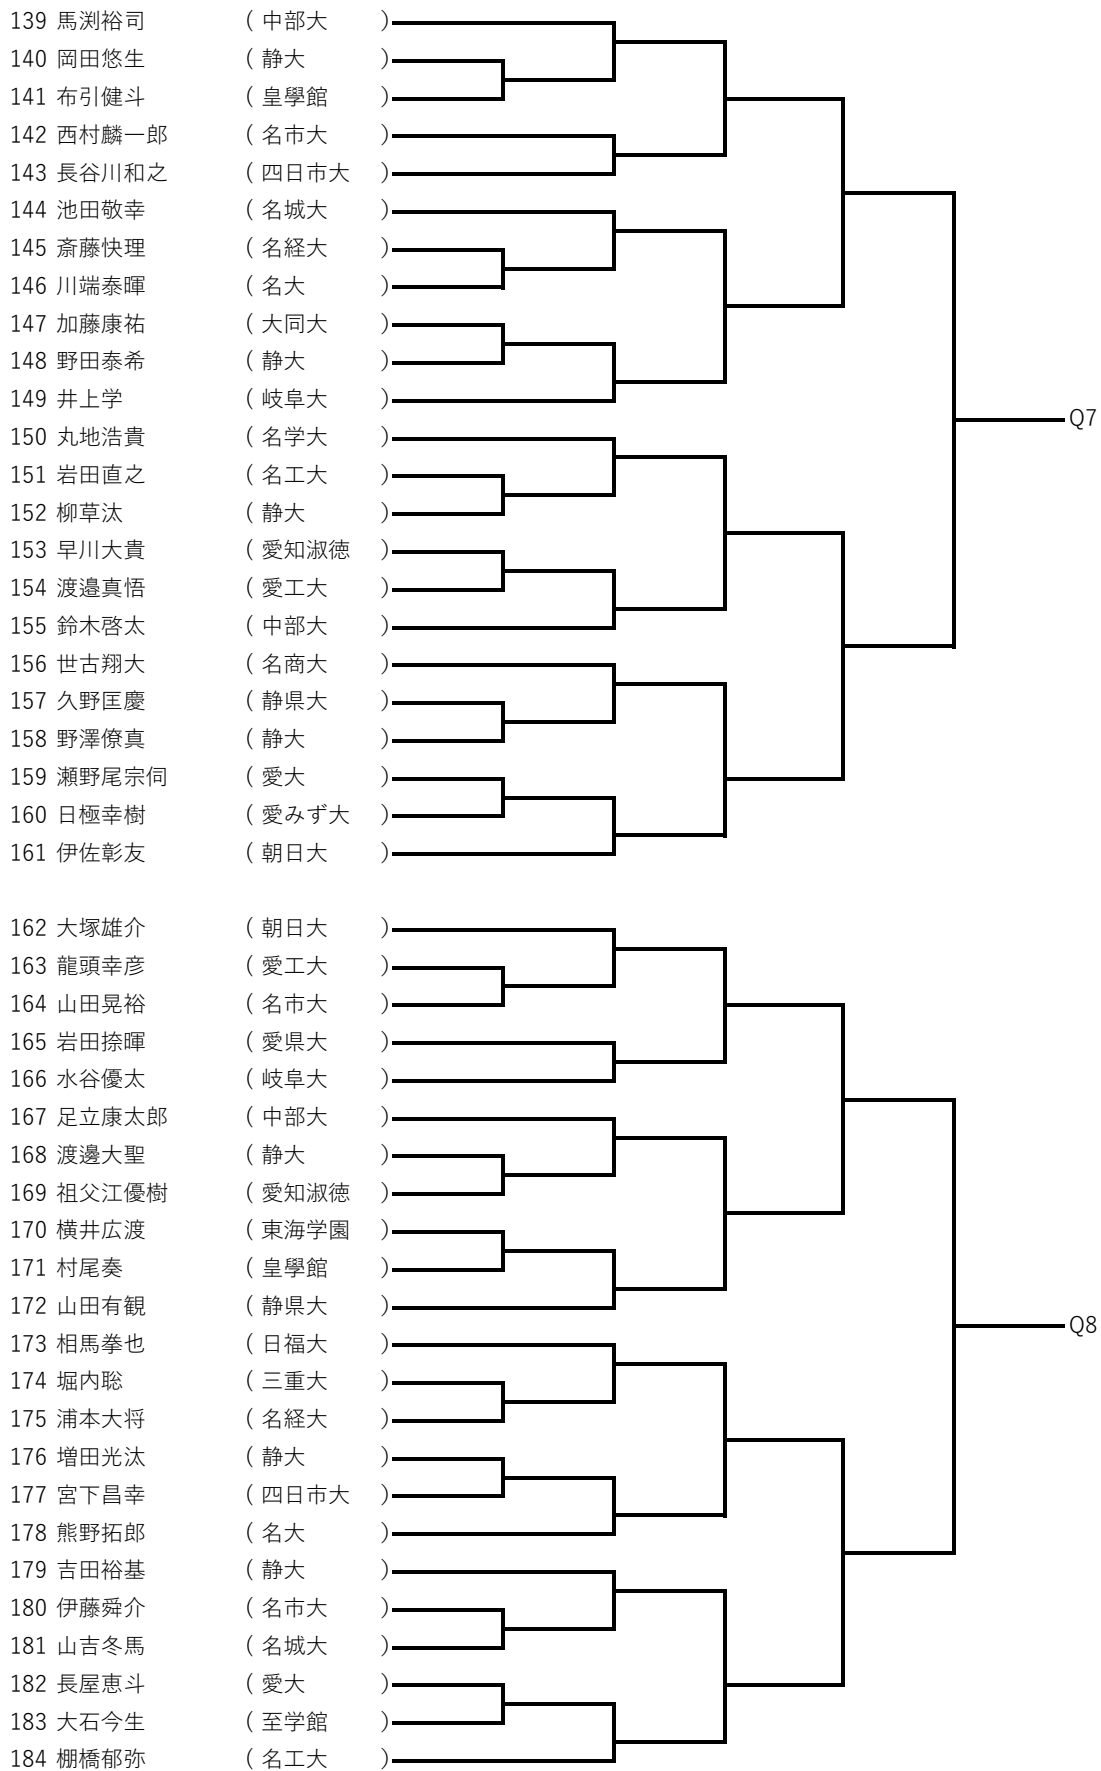 139 馬渕裕司 ( 中部大 )
140 岡田悠生 ( 静大 )
141 布引健斗 ( 皇學館 )
142 西村麟一郎 ( 名市大 )
143 長谷川和之 ( 四日市大 )
144 池田敬幸 ( 名城大 )
145 斎藤快理 ( 名経大 )
146 川端泰暉 ( 名大 )
147 加藤康祐 ( 大同大 )
148 野田泰希 ( 静大 )
149 井上学 ( 岐阜大 )
Q7
150 丸地浩貴 ( 名学大 )
151 岩田直之 ( 名工大 )
152 柳草汰 ( 静大 )
153 早川大貴 ( 愛知淑徳 )
154 渡邉真悟 ( 愛工大 )
155 鈴木啓太 ( 中部大 )
156 世古翔大 ( 名商大 )
157 久野匡慶 ( 静県大 )
158 野澤僚真 ( 静大 )
159 瀬野尾宗伺 ( 愛大 )
160 日極幸樹 ( 愛みず大 )
161 伊佐彰友 ( 朝日大 )
162 大塚雄介 ( 朝日大 )
163 龍頭幸彦 ( 愛工大 )
164 山田晃裕 ( 名市大 )
165 岩田捺暉 ( 愛県大 )
166 水谷優太 ( 岐阜大 )
167 足立康太郎 ( 中部大 )
168 渡邊大聖 ( 静大 )
169 祖父江優樹 ( 愛知淑徳 )
170 横井広渡 ( 東海学園 )
171 村尾奏 ( 皇學館 )
172 山田有観 ( 静県大 )
Q8
173 相馬拳也 ( 日福大 )
174 堀内聡 ( 三重大 )
175 浦本大将 ( 名経大 )
176 増田光汰 ( 静大 )
177 宮下昌幸 ( 四日市大 )
178 熊野拓郎 ( 名大 )
179 吉田裕基 ( 静大 )
180 伊藤舜介 ( 名市大 )
181 山吉冬馬 ( 名城大 )
182 長屋恵斗 ( 愛大 )
183 大石今生 ( 至学館 )
184 棚橋郁弥 ( 名工大 )